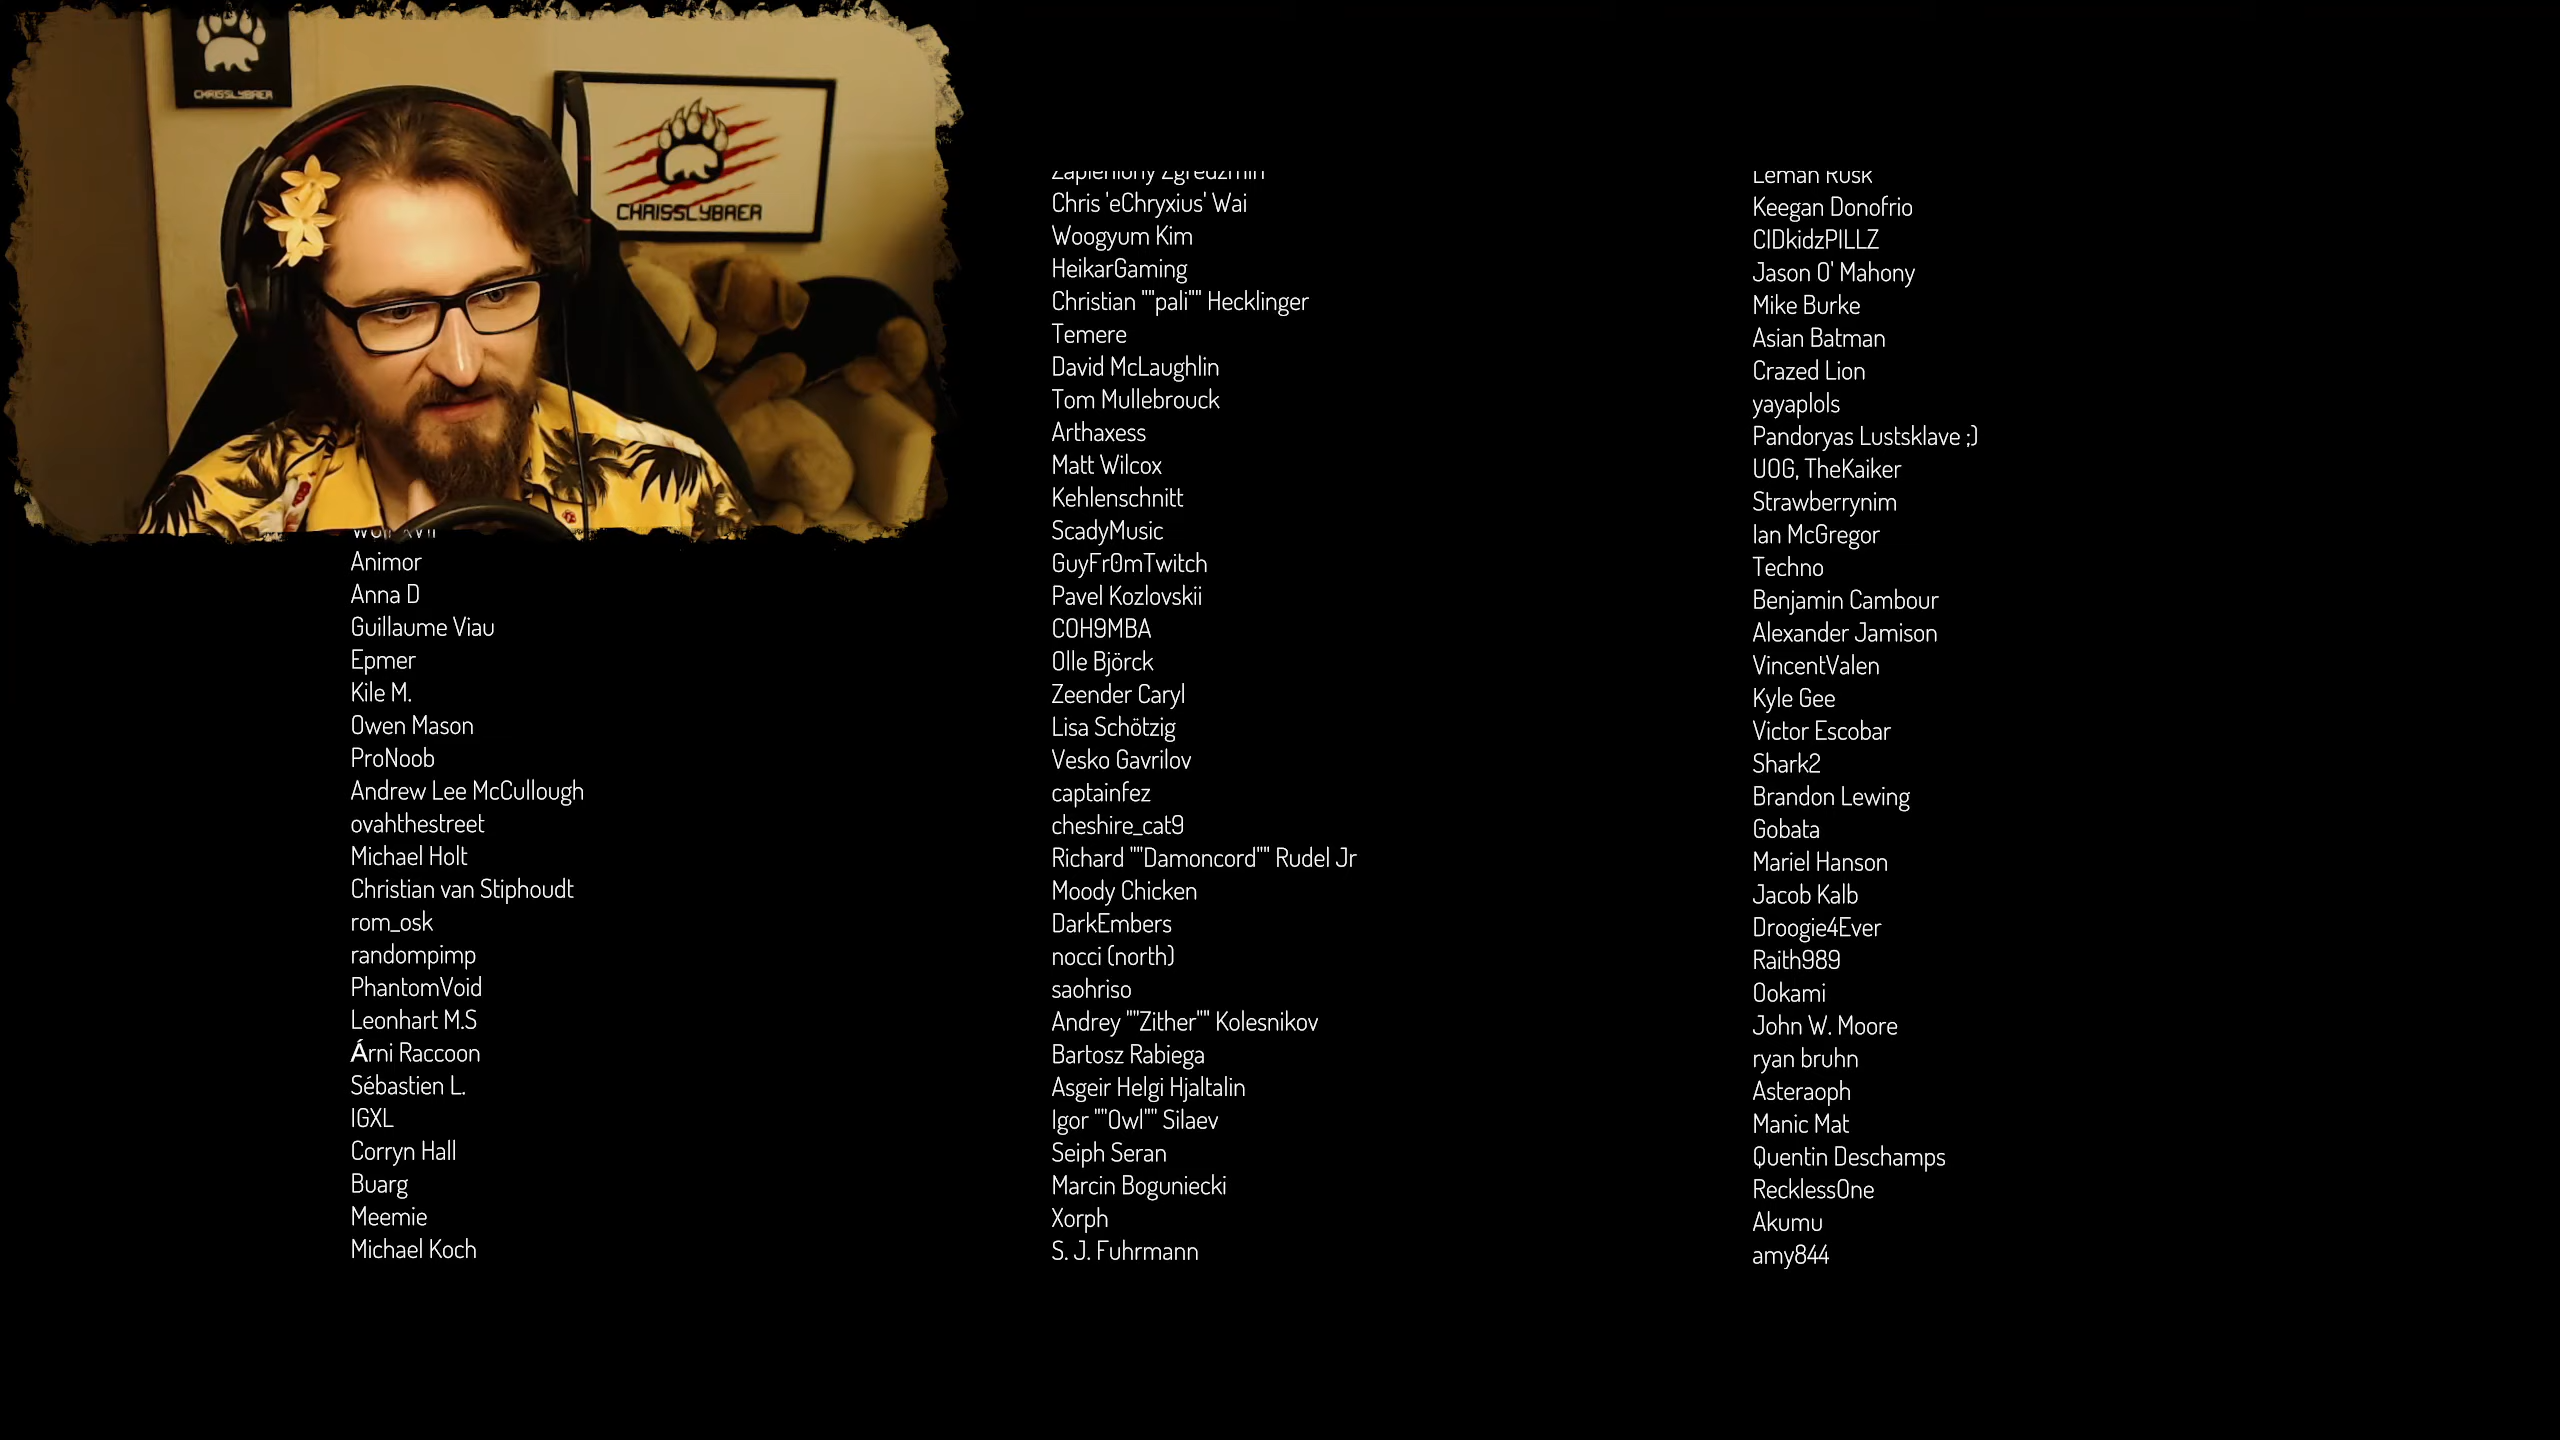 CHRISSLYBAER
CHRISSLYBAER
Animor
Anna D
Guillaume Viau
Epmer
Kile M.
Owen Mason
ProNoob
Andrew Lee McCullough
ovahthestreet
Michael Holt
Christian van Stiphoudt
rom_osk
randompimp
PhantomVoid
Leonhart M.S
Árni Raccoon
Sébastien L.
IGXL
Corryn Hall
Buarg
Meemie
Michael Koch
Chris 'eChryxius' Wai
Woogyum Kim
HeikarGaming
Christian ""pali"" Hecklinger
Temere
David McLaughlin
Tom Mullebrouck
Arthaxess
Matt Wilcox
Kehlenschnitt
ScadyMusic
GuyFr0mTwitch
Pavel Kozlovskii
COH9MBA
Olle Björck
Zeender Caryl
Lisa Schötzig
Vesko Gavrilov
captainfez
cheshire_cat9
Richard ""Damoncord"" Rudel Jr
Moody Chicken
DarkEmbers
nocci (north)
saohriso
Andrey ""Zither"" Kolesnikov
Bartosz Rabiega
Asgeir Helgi Hjaltalin
Igor ""Owl"" Silaev
Seiph Seran
Marcin Boguniecki
Xorph
S. J. Fuhrmann
Leman Rusk
Keegan Donofrio
CIDkidzPILLZ
Jason O' Mahony
Mike Burke
Asian Batman
Crazed Lion
yayaplols
Pandoryas Lustsklave ;)
UOG, TheKaiker
Strawberrynim
Ian McGregor
Techno
Benjamin Cambour
Alexander Jamison
VincentValen
Kyle Gee
Victor Escobar
Shark2
Brandon Lewing
Gobata
Mariel Hanson
Jacob Kalb
Droogie4Ever
Raith989
Ookami
John W. Moore
ryan bruhn
Asteraoph
Manic Mat
Quentin Deschamps
RecklessOne
Akumu
amy844